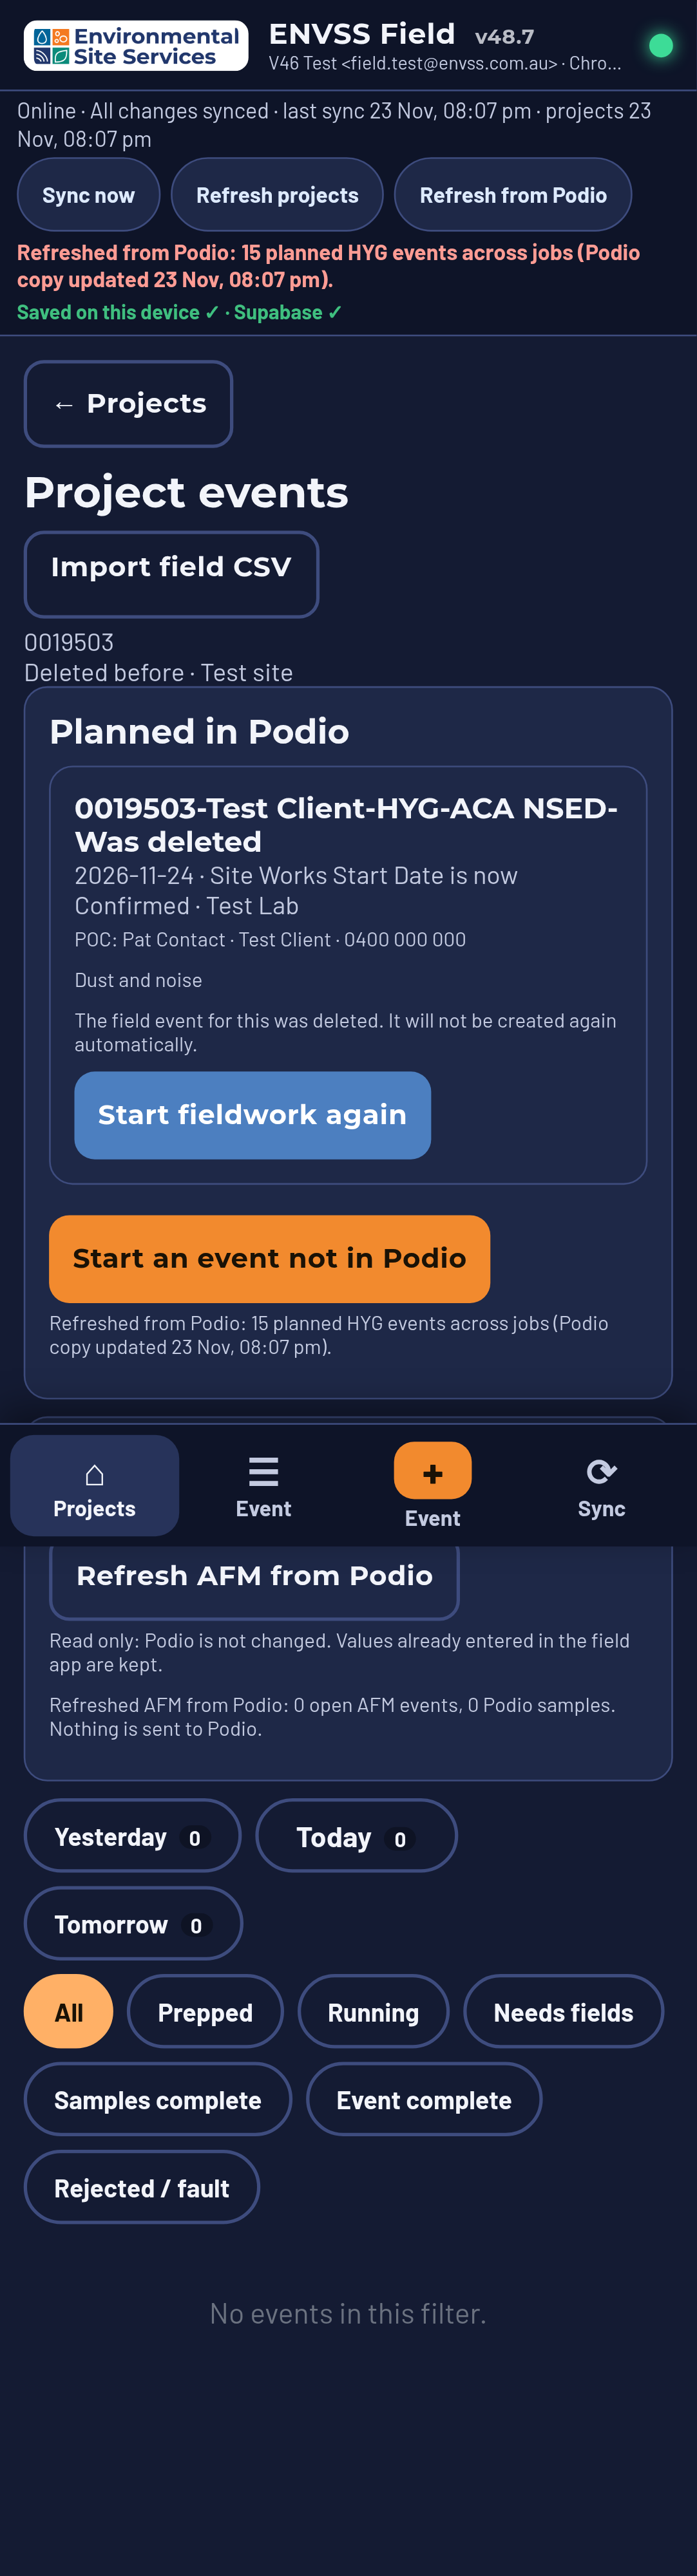 Environmental
Site Services
ENVSS Field v48.7
V46 Test <field.test@envss.com.au> · Chro...
Online · All changes synced · last sync 23 Nov, 08:07 pm · projects 23
Nov, 08:07 pm
Sync now
Refresh projects
Refresh from Podio
Refreshed from Podio: 15 planned HYG events across jobs (Podio
copy updated 23 Nov, 08:07 pm).
Saved on this device ✓ · Supabase ✓
← Projects
Project events
Import field CSV
0019503
Deleted before · Test site
Planned in Podio
0019503-Test Client-HYG-ACA NSED-
Was deleted
2026-11-24 · Site Works Start Date is now
Confirmed · Test Lab
POC: Pat Contact · Test Client · 0400 000 000
Dust and noise
The field event for this was deleted. It will not be created again
automatically.
Start fieldwork again
Start an event not in Podio
Refreshed from Podio: 15 planned HYG events across jobs (Podio
copy updated 23 Nov, 08:07 pm).
Projects
Event
+
Event
Sync
Refresh AFM from Podio
Read only: Podio is not changed. Values already entered in the field
app are kept.
Refreshed AFM from Podio: 0 open AFM events, 0 Podio samples.
Nothing is sent to Podio.
Yesterday 0
Today 0
Tomorrow 0
All
Prepped
Running
Needs fields
Samples complete
Event complete
Rejected / fault
No events in this filter.